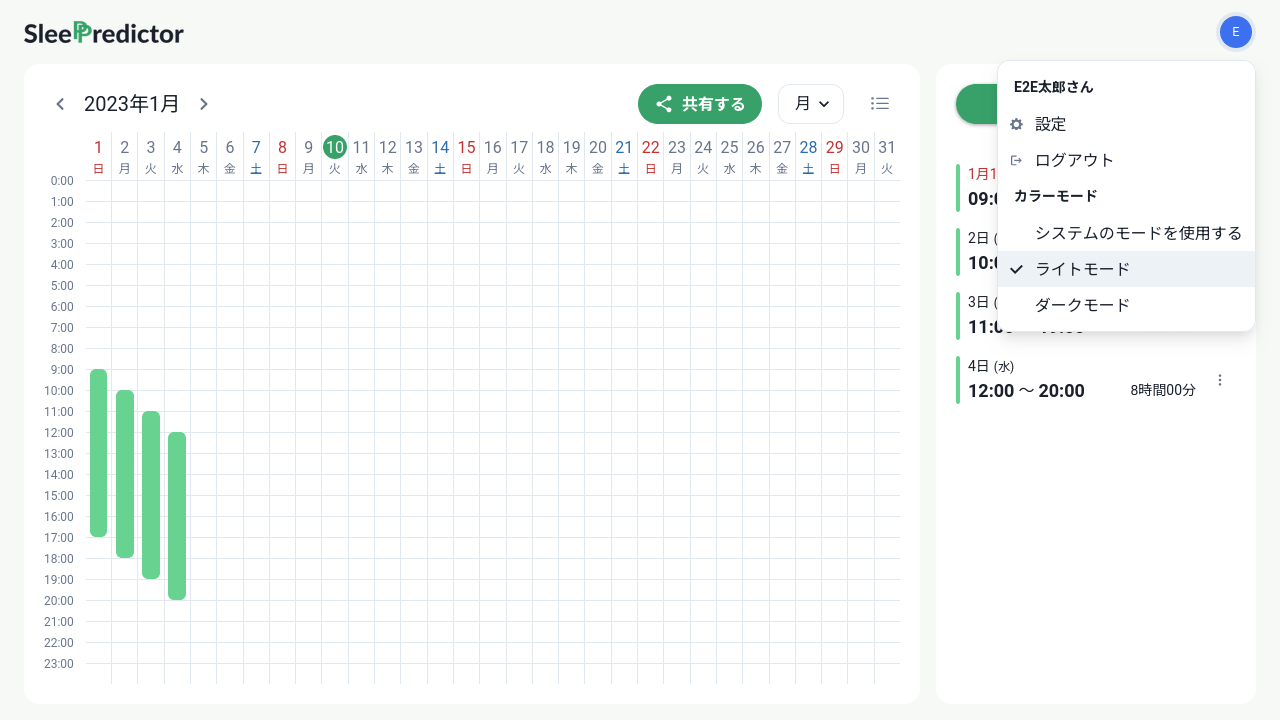 SleePredictor
E
2023年1月
共有する
月
1 2 3 4 5 6 7 8 9 10 11 12 13 14 15 16 17 18 19 20 21 22 23 24 25 26 27 28 29 30 31
日 月 火 水 木 金 土 日 月 火 水 木 金 土 日 月 火 水 木 金 土 日 月 火 水 木 金 土 日 月 火
0:00
1:00
2:00
3:00
4:00
5:00
6:00
7:00
8:00
9:00
10:00
11:00
12:00
13:00
14:00
15:00
16:00
17:00
18:00
19:00
20:00
21:00
22:00
23:00
E2E太郎さん
設定
ログアウト
カラーモード
システムのモードを使用する
ライトモード
ダークモード
1月1
09:0
2日 (
10:0
3日 (
11:00
4日 (水)
12:00 〜 20:00
8時間00分